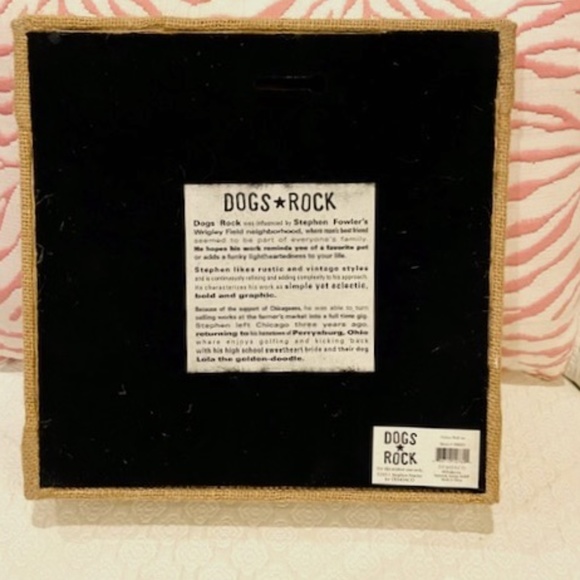 DOGS★ROCK
Dogs Rock was influenced by Stephen Fowler's
Wrigley Field neighborhood, where man's best friend
seemed to be part of everyone's family.
He hopes his work reminds you of a favorite pet
or adds a funky lightheartedness to your life.
Stephen likes rustic and vintage styles
and is continuously refining and adding complexity to his approach.
He characterizes his work as simple yet eclectic,
bold and graphic.
Because of the support of Chicagoans, he was able to turn
selling works at the farmer's market into a full time gig.
Stephen left Chicago three years ago,
returning to his hometown of Perrysburg, Ohio
where enjoys golfing and kicking back
with his high school sweetheart bride and their dog
Lola the golden-doodle.
DOGS
★
ROCK